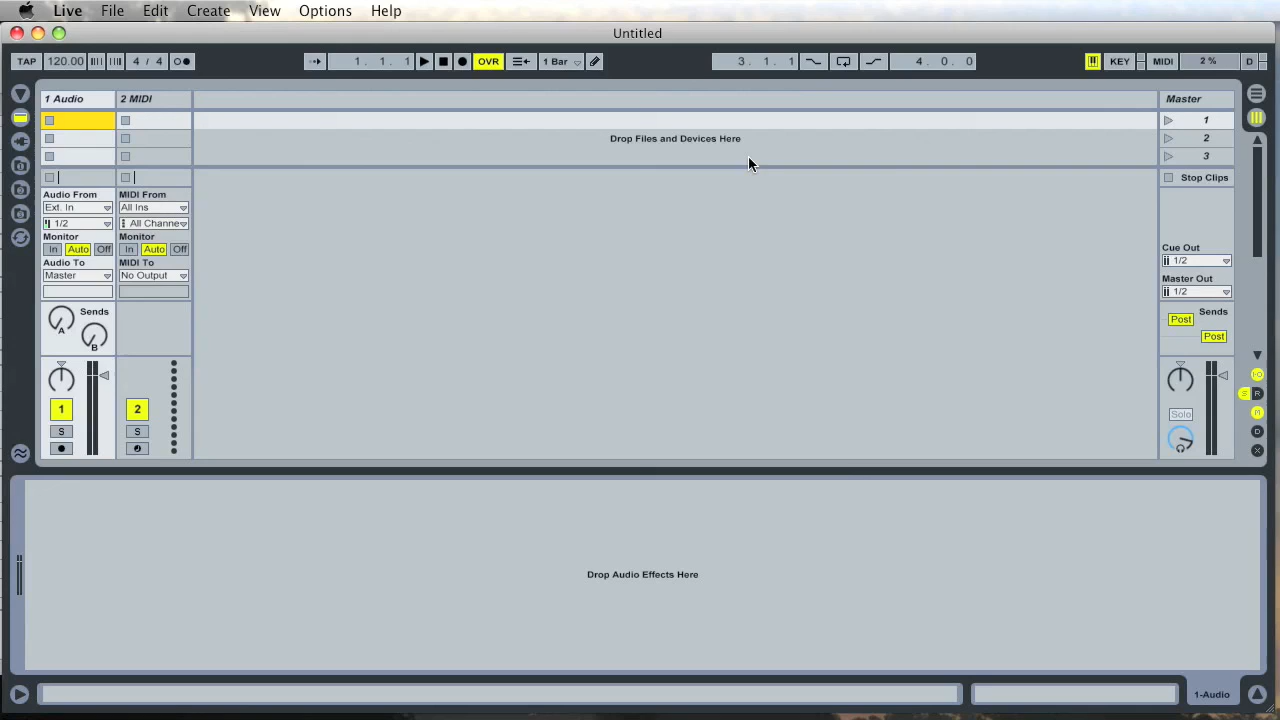 Live File Edit View Create Options Help
Untitled
TAP 120.00 4 / 4 1. 1. 1 OVR 1 Bar 3. 1. 1 4. 0. 0 KEY MIDI 2 % D
1 Audio 2 MIDI Master
1
Drop Files and Devices Here 2
3
Stop Clips
Audio From MIDI From
Ext. In All Ins
1/2 All Channe
Monitor Monitor
In Auto Off In Auto Off
Cue Out
Audio To MIDI To
1/2
Master No Output
Master Out
1/2
Sends Sends
A Post
B Post
I·O
S R
1 2 M
Solo
S S D
X
Drop Audio Effects Here
1-Audio